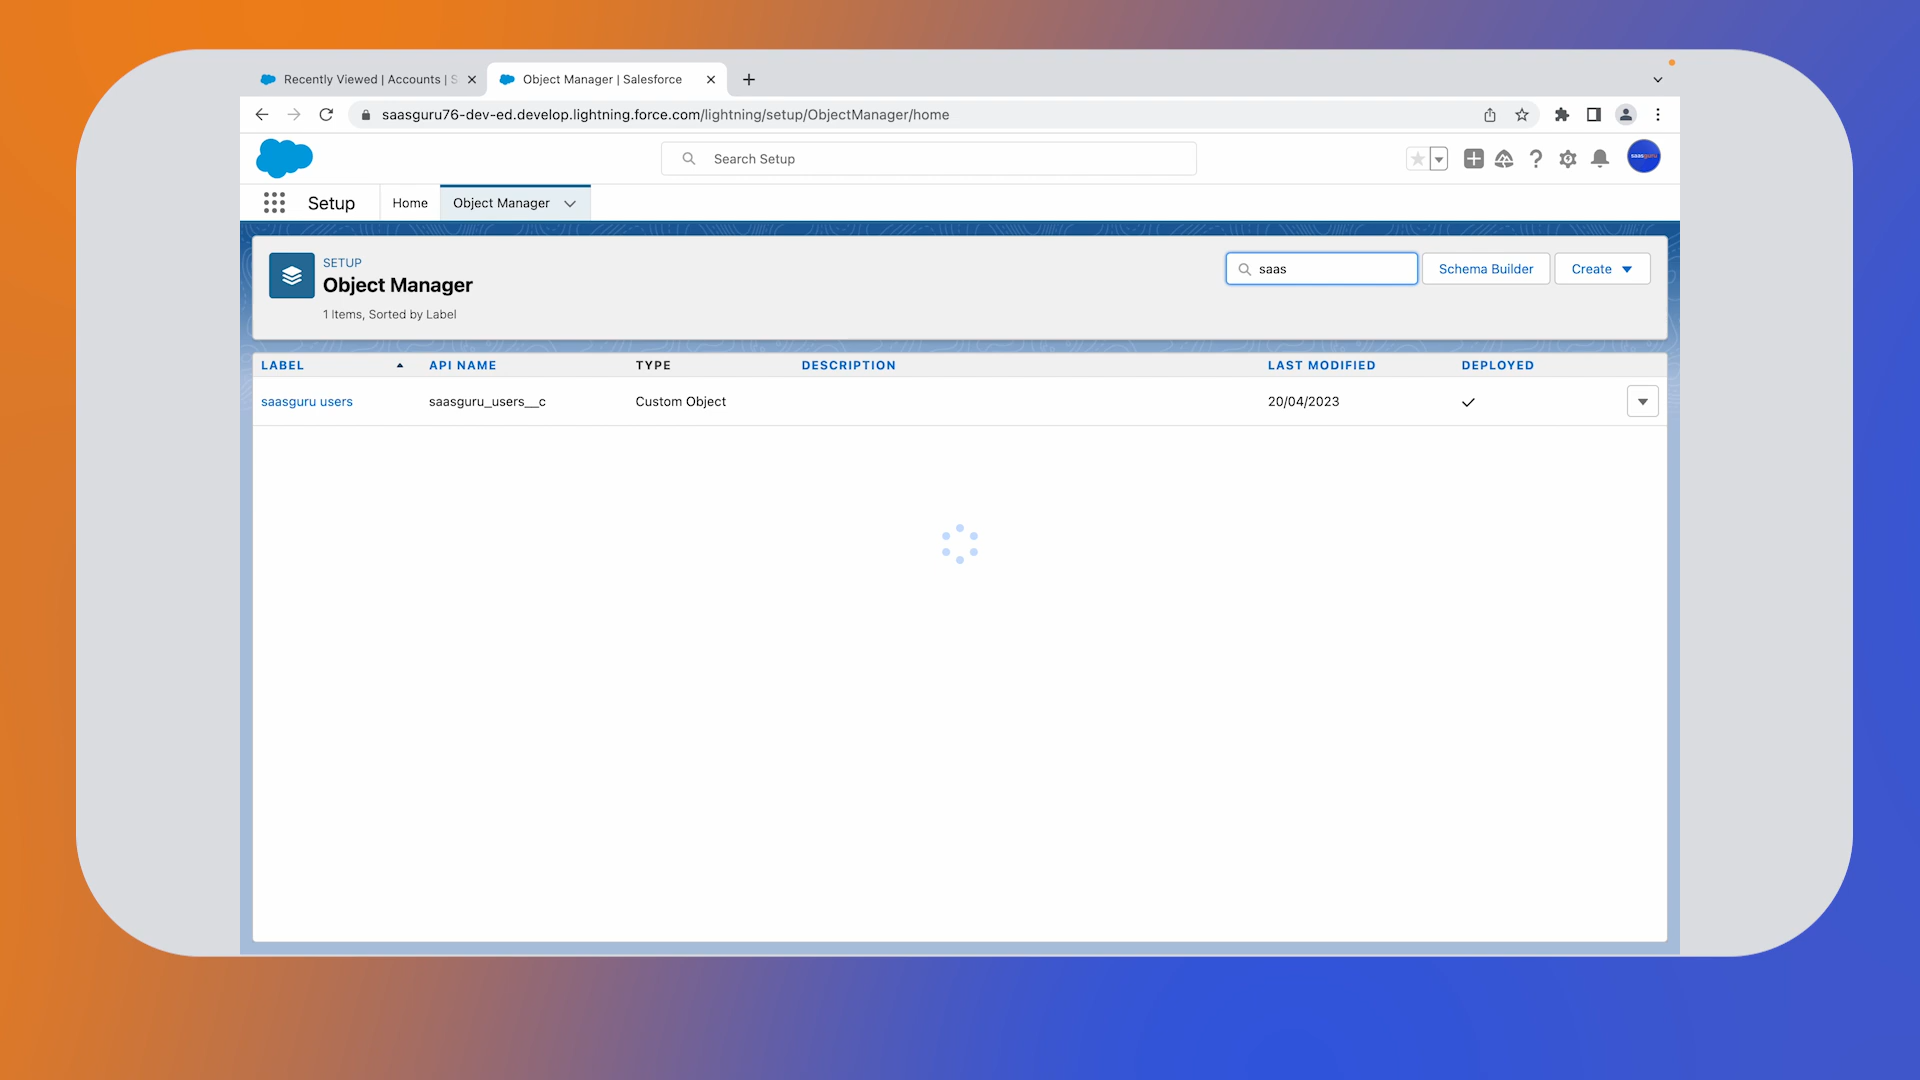 Recently Viewed | Accounts | S
Object Manager | Salesforce
saasguru76-dev-ed.develop.lightning.force.com/lightning/setup/ObjectManager/home
Search Setup
saasguru
Setup
Home
Object Manager
SETUP
Object Manager
1 Items, Sorted by Label
saas
Schema Builder
Create
LABEL API NAME TYPE DESCRIPTION LAST MODIFIED DEPLOYED
saasguru users saasguru_users__c Custom Object 20/04/2023